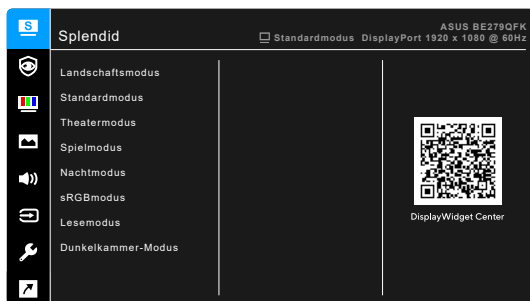 S
ASUS BE279QFK
Splendid
Standardmodus DisplayPort 1920 x 1080 @ 60Hz
Landschaftsmodus
Standardmodus
Theatermodus
Spielmodus
Nachtmodus
sRGBmodus
Lesemodus
Dunkelkammer-Modus
DisplayWidget Center